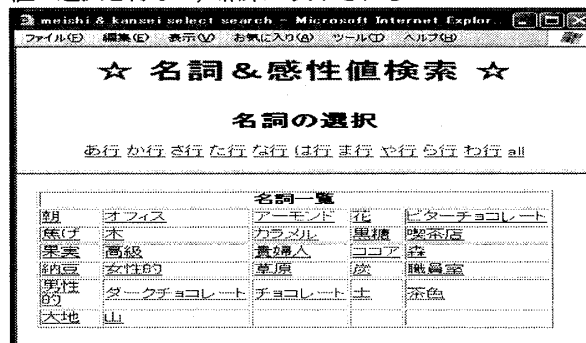 meishi & kansei select search - Microsoft Internet Explor...
ファイル(F) 編集(E) 表示(V) お気に入り(A) ツール(T) ヘルプ(H)
☆ 名詞&感性値検索 ☆
名詞の選択
あ行 か行 さ行 た行 な行 は行 ま行 や行 ら行 わ行 all
名詞一覧
朝 オフィス アーモンド 花 ビターチョコレート
焦げ 木 カラメル 黒糖 喫茶店
果実 高級 貴婦人 ココア 森
納豆 女性的 草原 炭 職員室
男性的 ダークチョコレート チョコレート 土 茶色
大地 山